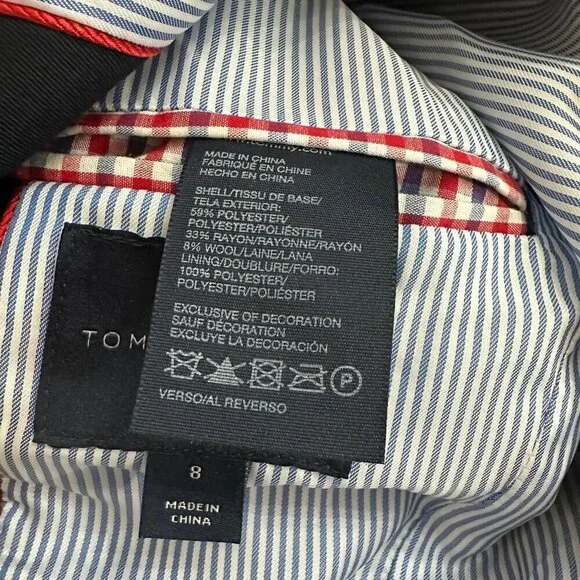 tommy.com
MADE IN CHINA
FABRIQUÉ EN CHINE
HECHO EN CHINA
SHELL/TISSU DE BASE/
TELA EXTERIOR:
59% POLYESTER/
POLYESTER/POLIÉSTER
33% RAYON/RAYONNE/RAYÓN
8% WOOL/LAINE/LANA
LINING/DOUBLURE/FORRO:
100% POLYESTER/
POLYESTER/POLIÉSTER
EXCLUSIVE OF DECORATION
SAUF DÉCORATION
EXCLUYE LA DECORACIÓN
P
VERSO/AL REVERSO
TOM
8
MADE IN
CHINA